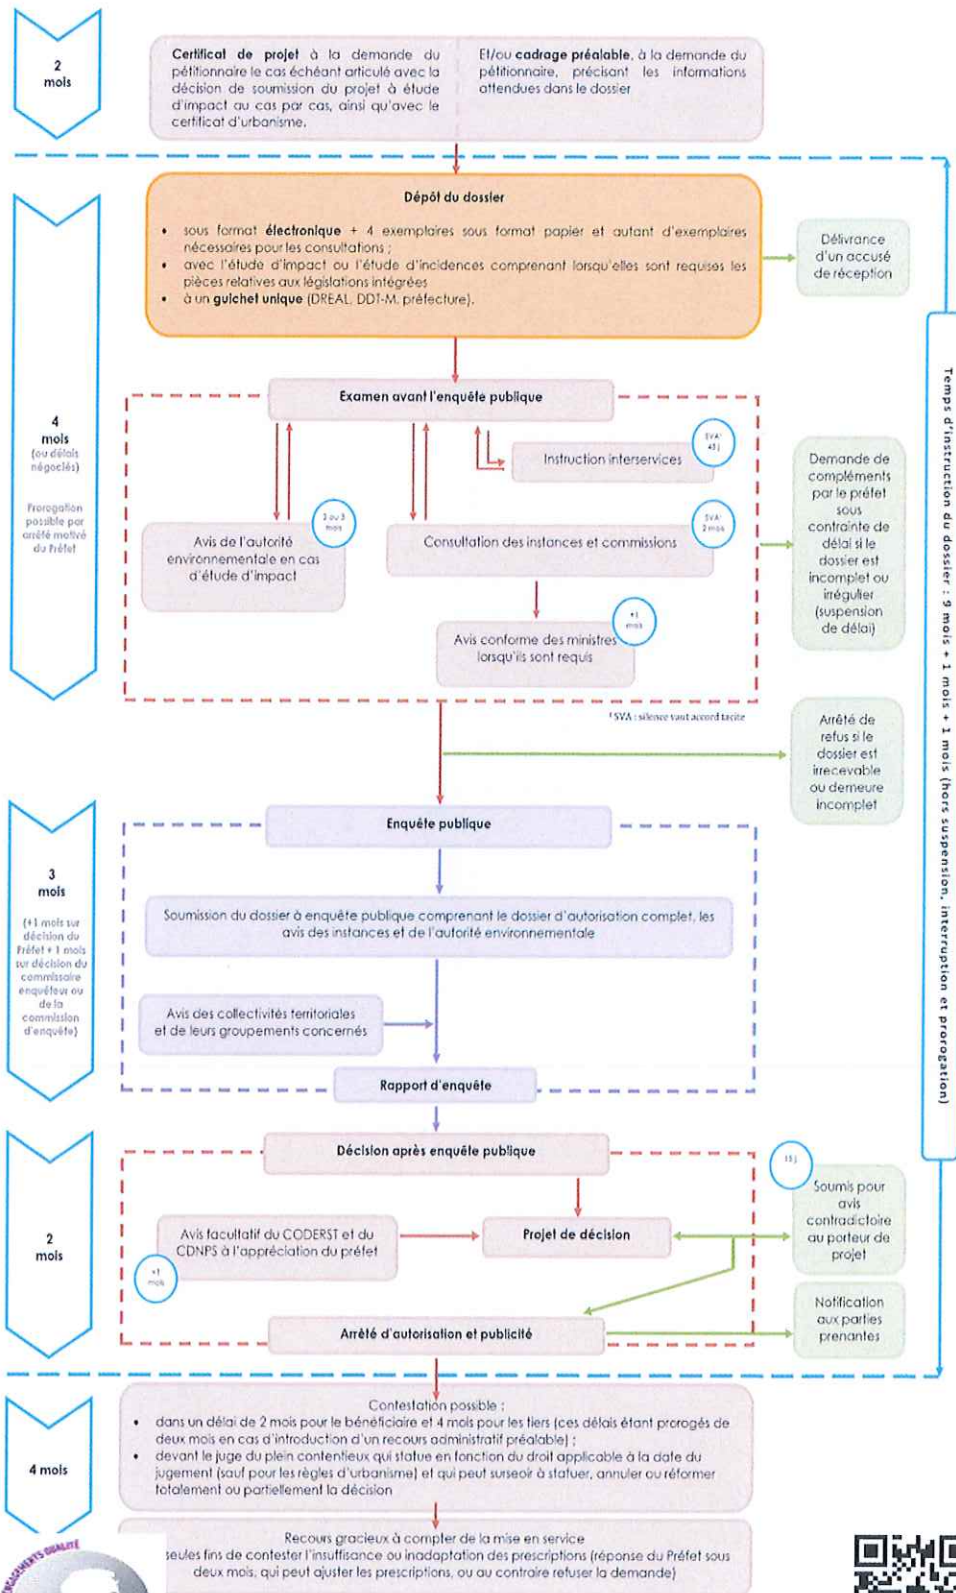 2
mois
Certificat de projet à la demande du
pétitionnaire le cas échéant articulé avec la
décision de soumission du projet à étude
d'impact au cas par cas, ainsi qu'avec le
certificat d'urbanisme.
Et/ou cadrage préalable, à la demande du
pétitionnaire, précisant les informations
attendues dans le dossier
Dépôt du dossier
• sous format électronique + 4 exemplaires sous format papier et autant d'exemplaires
nécessaires pour les consultations ;
• avec l'étude d'impact ou l'étude d'incidences comprenant lorsqu'elles sont requises les
pièces relatives aux législations intégrées
• à un guichet unique (DREAL, DDT-M, préfecture).
Délivrance
d'un accusé
de réception
Temps d'instruction du dossier : 9 mois + 1 mois + 1 mois (hors suspension, interruption et prorogation)
4
mois
(ou délais
négociés)
Prorogation
possible par
arrêté motivé
du Préfet
Examen avant l'enquête publique
Instruction interservices
SVA¹
45 j
Avis de l'autorité
environnementale en cas
d'étude d'impact
2 ou 3
mois
Consultation des instances et commissions
SVA¹
2 mois
Avis conforme des ministres
lorsqu'ils sont requis
+1
mois
Demande de
compléments
par le préfet
sous
contrainte de
délai si le
dossier est
incomplet ou
irrégulier
(suspension
de délai)
¹ SVA : silence vaut accord tacite
Arrêté de
refus si le
dossier est
irrecevable
ou demeure
incomplet
3
mois
(+1 mois sur
décision du
Préfet + 1 mois
sur décision du
commissaire
enquêteur ou
de la
commission
d'enquête)
Enquête publique
Soumission du dossier à enquête publique comprenant le dossier d'autorisation complet, les
avis des instances et de l'autorité environnementale
Avis des collectivités territoriales
et de leurs groupements concernés
Rapport d'enquête
2
mois
Décision après enquête publique
Avis facultatif du CODERST et du
CDNPS à l'appréciation du préfet
+1
mois
Projet de décision
15 j
Soumis pour
avis
contradictoire
au porteur de
projet
Arrêté d'autorisation et publicité
Notification
aux parties
prenantes
4 mois
Contestation possible :
• dans un délai de 2 mois pour le bénéficiaire et 4 mois pour les tiers (ces délais étant prorogés de
deux mois en cas d'introduction d'un recours administratif préalable) ;
• devant le juge du plein contentieux qui statue en fonction du droit applicable à la date du
jugement (sauf pour les règles d'urbanisme) et qui peut surseoir à statuer, annuler ou réformer
totalement ou partiellement la décision
Recours gracieux à compter de la mise en service
seules fins de contester l'insuffisance ou inadaptation des prescriptions (réponse du Préfet sous
deux mois, qui peut ajuster les prescriptions, ou au contraire refuser la demande)
ENGAGEMENTS QUALITÉ